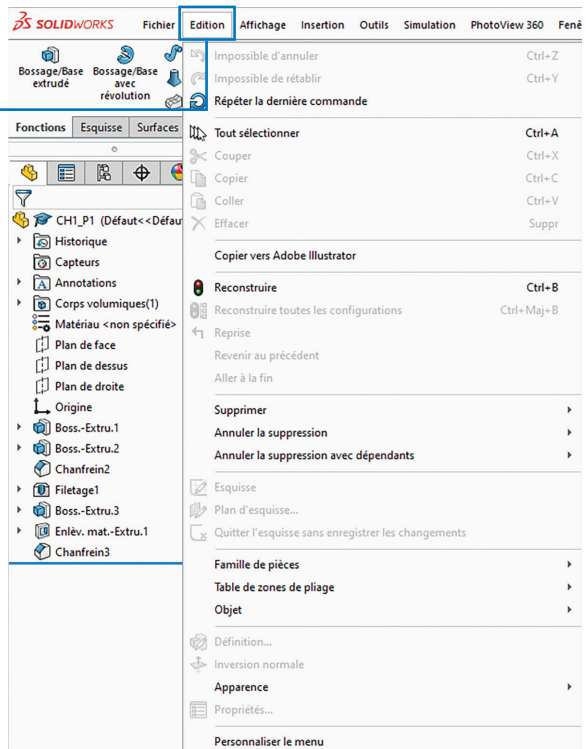 SOLIDWORKS Fichier Edition Affichage Insertion Outils Simulation PhotoView 360 Fenê
Bossage/Base extrudé
Bossage/Base avec révolution
Fonctions Esquisse Surfaces
CH1_P1 (Défaut<<Défau
Historique
Capteurs
Annotations
Corps volumiques(1)
Matériau <non spécifié>
Plan de face
Plan de dessus
Plan de droite
Origine
Boss.-Extru.1
Boss.-Extru.2
Chanfrein2
Filetage1
Boss.-Extru.3
Enlèv. mat.-Extru.1
Chanfrein3
Impossible d'annuler Ctrl+Z
Impossible de rétablir Ctrl+Y
Répéter la dernière commande
Tout sélectionner Ctrl+A
Couper Ctrl+X
Copier Ctrl+C
Coller Ctrl+V
Effacer Suppr
Copier vers Adobe Illustrator
Reconstruire Ctrl+B
Reconstruire toutes les configurations Ctrl+Maj+B
Reprise
Revenir au précédent
Aller à la fin
Supprimer
Annuler la suppression
Annuler la suppression avec dépendants
Esquisse
Plan d'esquisse...
Quitter l'esquisse sans enregistrer les changements
Famille de pièces
Table de zones de pliage
Objet
Définition...
Inversion normale
Apparence
Propriétés...
Personnaliser le menu